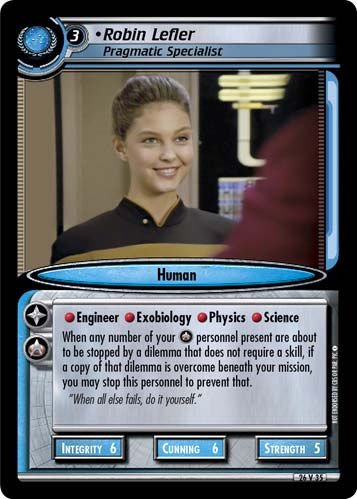 3
•Robin Lefler
Pragmatic Specialist
Human
Engineer Exobiology Physics Science
When any number of your personnel present are about
to be stopped by a dilemma that does not require a skill, if
a copy of that dilemma is overcome beneath your mission,
you may stop this personnel to prevent that.
"When all else fails, do it yourself."
INTEGRITY 6 CUNNING 6 STRENGTH 5
26 V 35